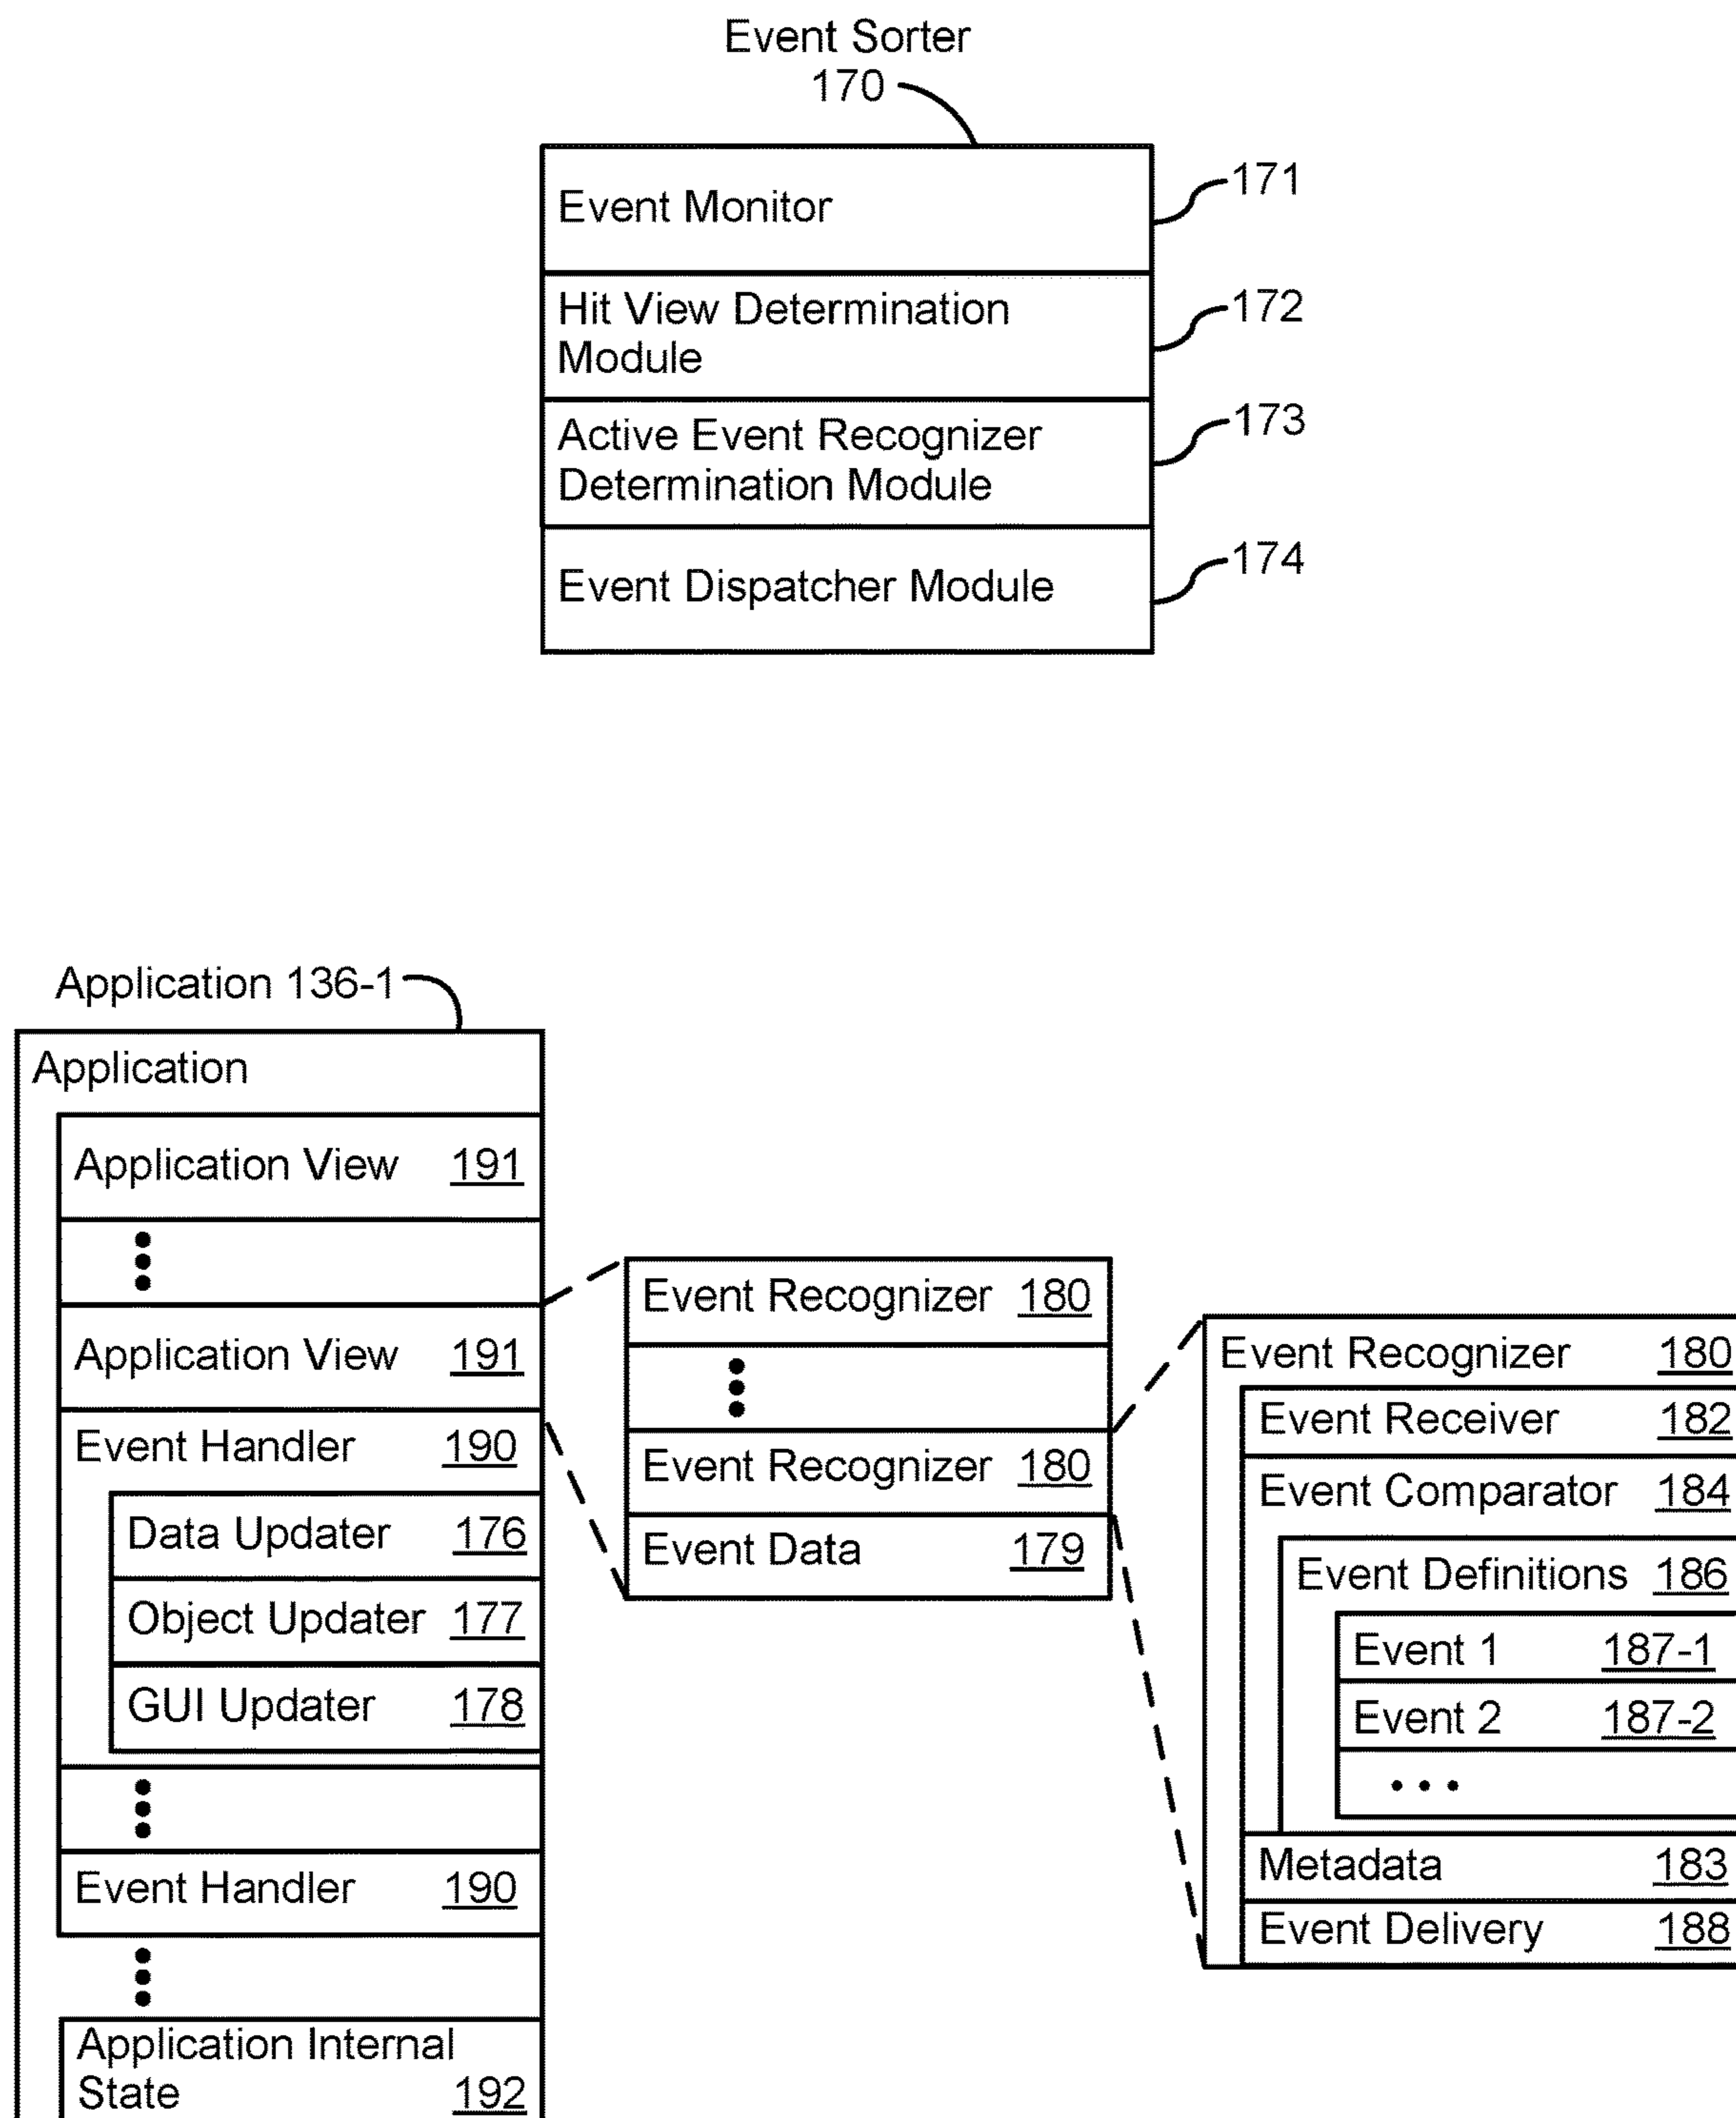 Event Sorter
170
Event Monitor
171
Hit View Determination
Module
172
Active Event Recognizer
Determination Module
173
Event Dispatcher Module
174
Application 136-1
Application
Application View 191
Application View 191
Event Handler 190
Data Updater 176
Object Updater 177
GUI Updater 178
Event Handler 190
Application Internal
State 192
Event Recognizer 180
Event Recognizer 180
Event Data 179
Event Recognizer 180
Event Receiver 182
Event Comparator 184
Event Definitions 186
Event 1 187-1
Event 2 187-2
Metadata 183
Event Delivery 188